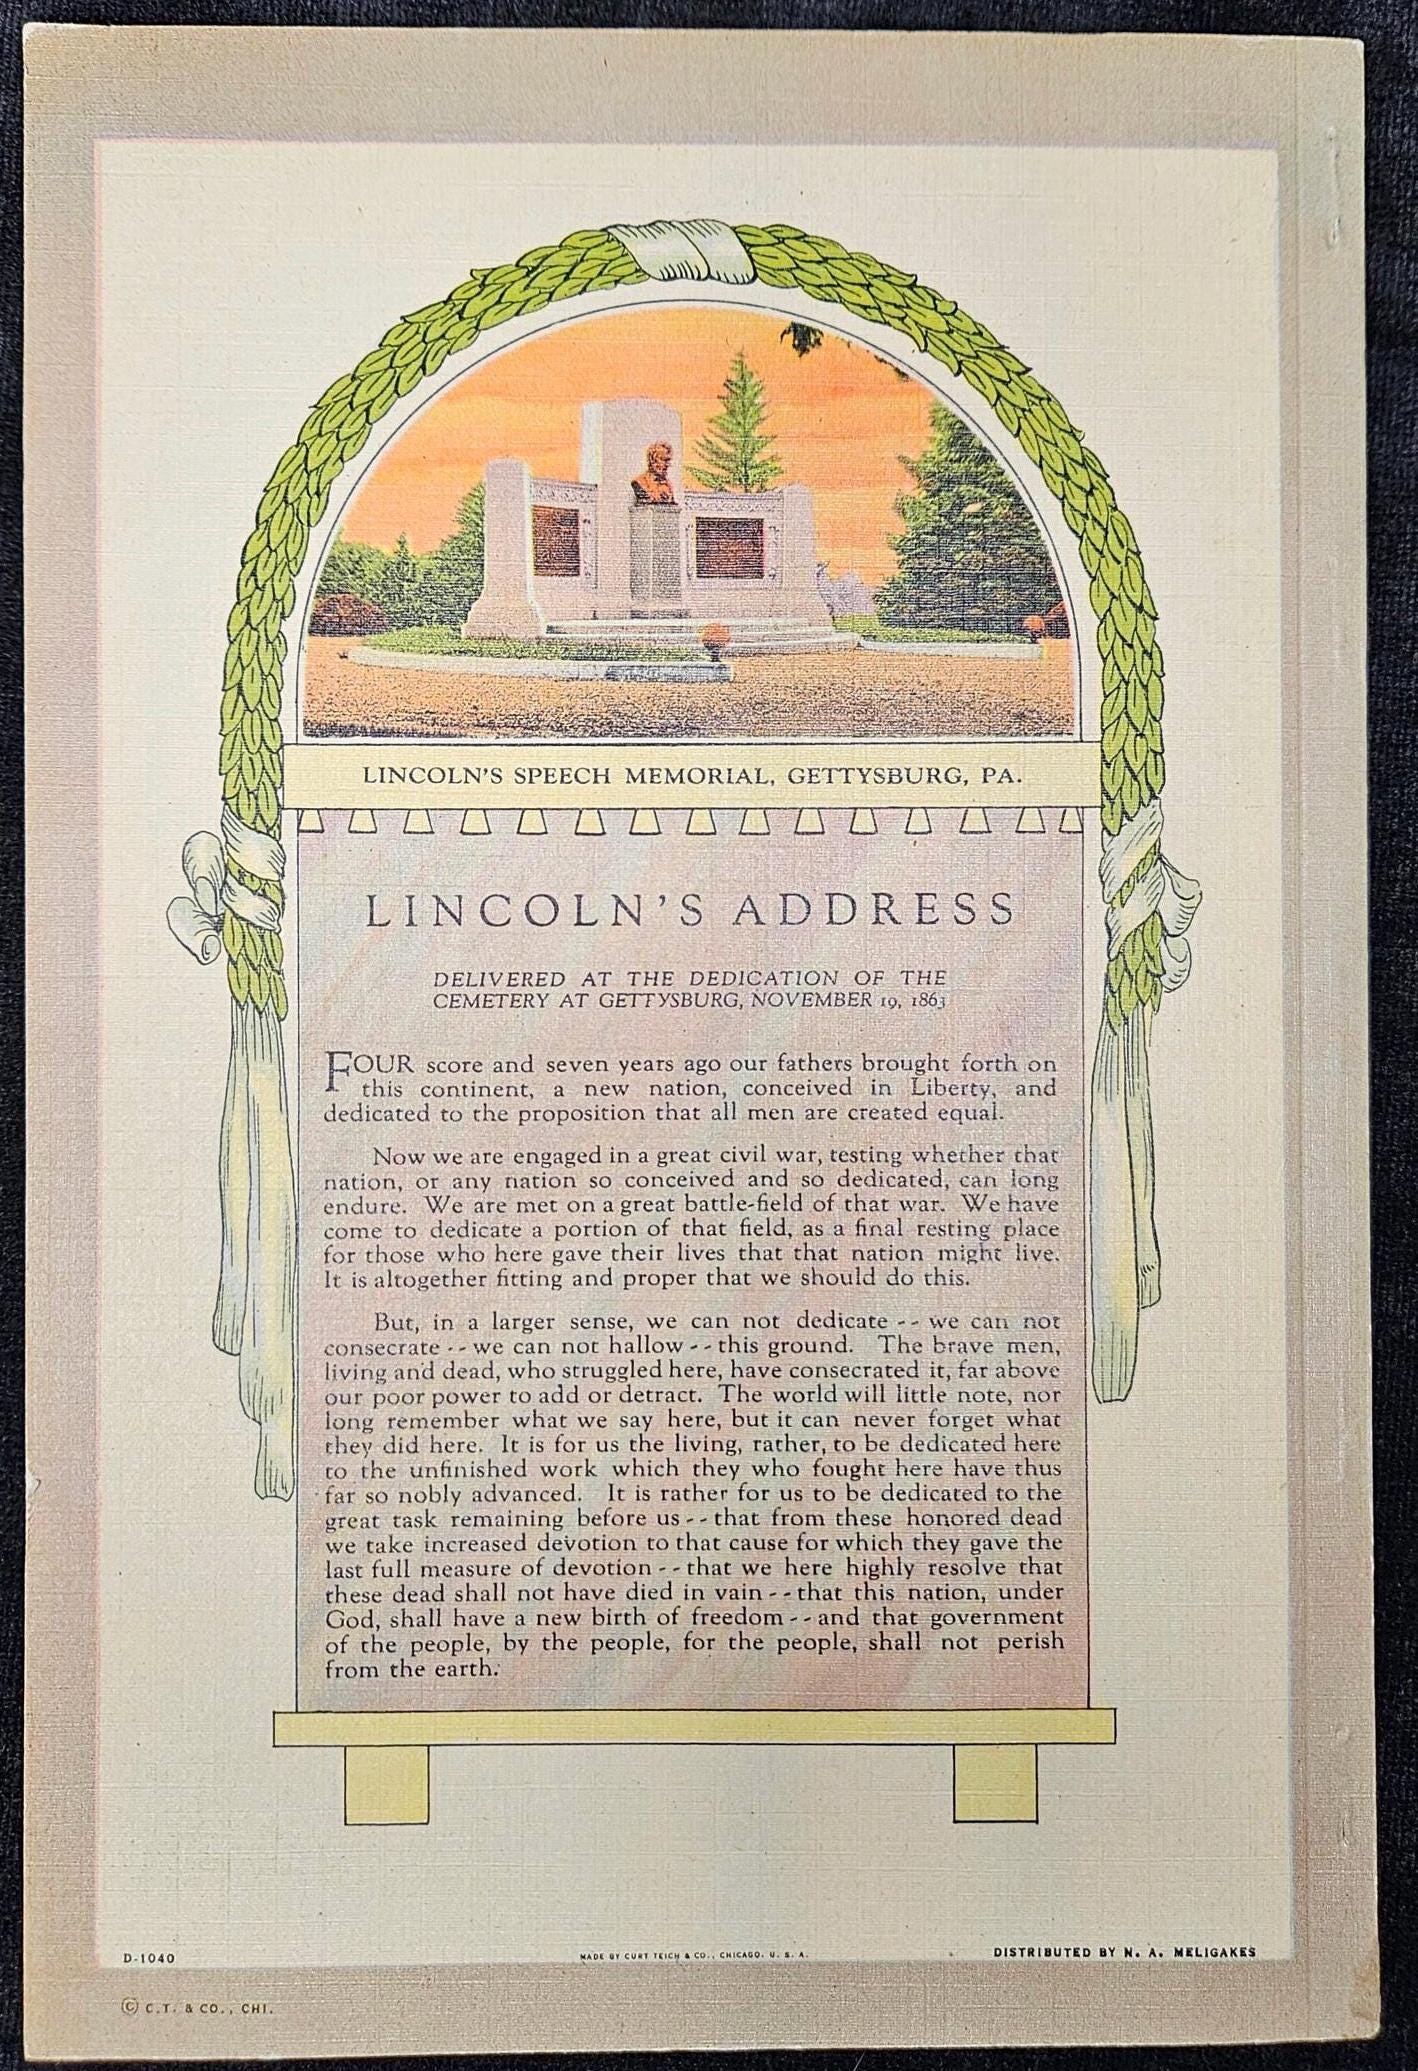 LINCOLN'S SPEECH MEMORIAL, GETTYSBURG, PA.
LINCOLN'S ADDRESS
DELIVERED AT THE DEDICATION OF THE
CEMETERY AT GETTYSBURG, NOVEMBER 19, 1863
FOUR score and seven years ago our fathers brought forth on
this continent, a new nation, conceived in Liberty, and
dedicated to the proposition that all men are created equal.
Now we are engaged in a great civil war, testing whether that
nation, or any nation so conceived and so dedicated, can long
endure. We are met on a great battle-field of that war. We have
come to dedicate a portion of that field, as a final resting place
for those who here gave their lives that that nation might live.
It is altogether fitting and proper that we should do this.
But, in a larger sense, we can not dedicate -- we can not
consecrate -- we can not hallow -- this ground. The brave men,
living and dead, who struggled here, have consecrated it, far above
our poor power to add or detract. The world will little note, nor
long remember what we say here, but it can never forget what
they did here. It is for us the living, rather, to be dedicated here
to the unfinished work which they who fought here have thus
far so nobly advanced. It is rather for us to be dedicated to the
great task remaining before us -- that from these honored dead
we take increased devotion to that cause for which they gave the
last full measure of devotion -- that we here highly resolve that
these dead shall not have died in vain -- that this nation, under
God, shall have a new birth of freedom -- and that government
of the people, by the people, for the people, shall not perish
from the earth.
D-1040
MADE BY CURT TEICH & CO., CHICAGO. U. S. A.
DISTRIBUTED BY N. A. MELIGAKES
© C.T. & CO., CHI.